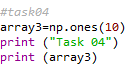 #task04
array3=np.ones(10)
print ("Task 04")
print (array3)